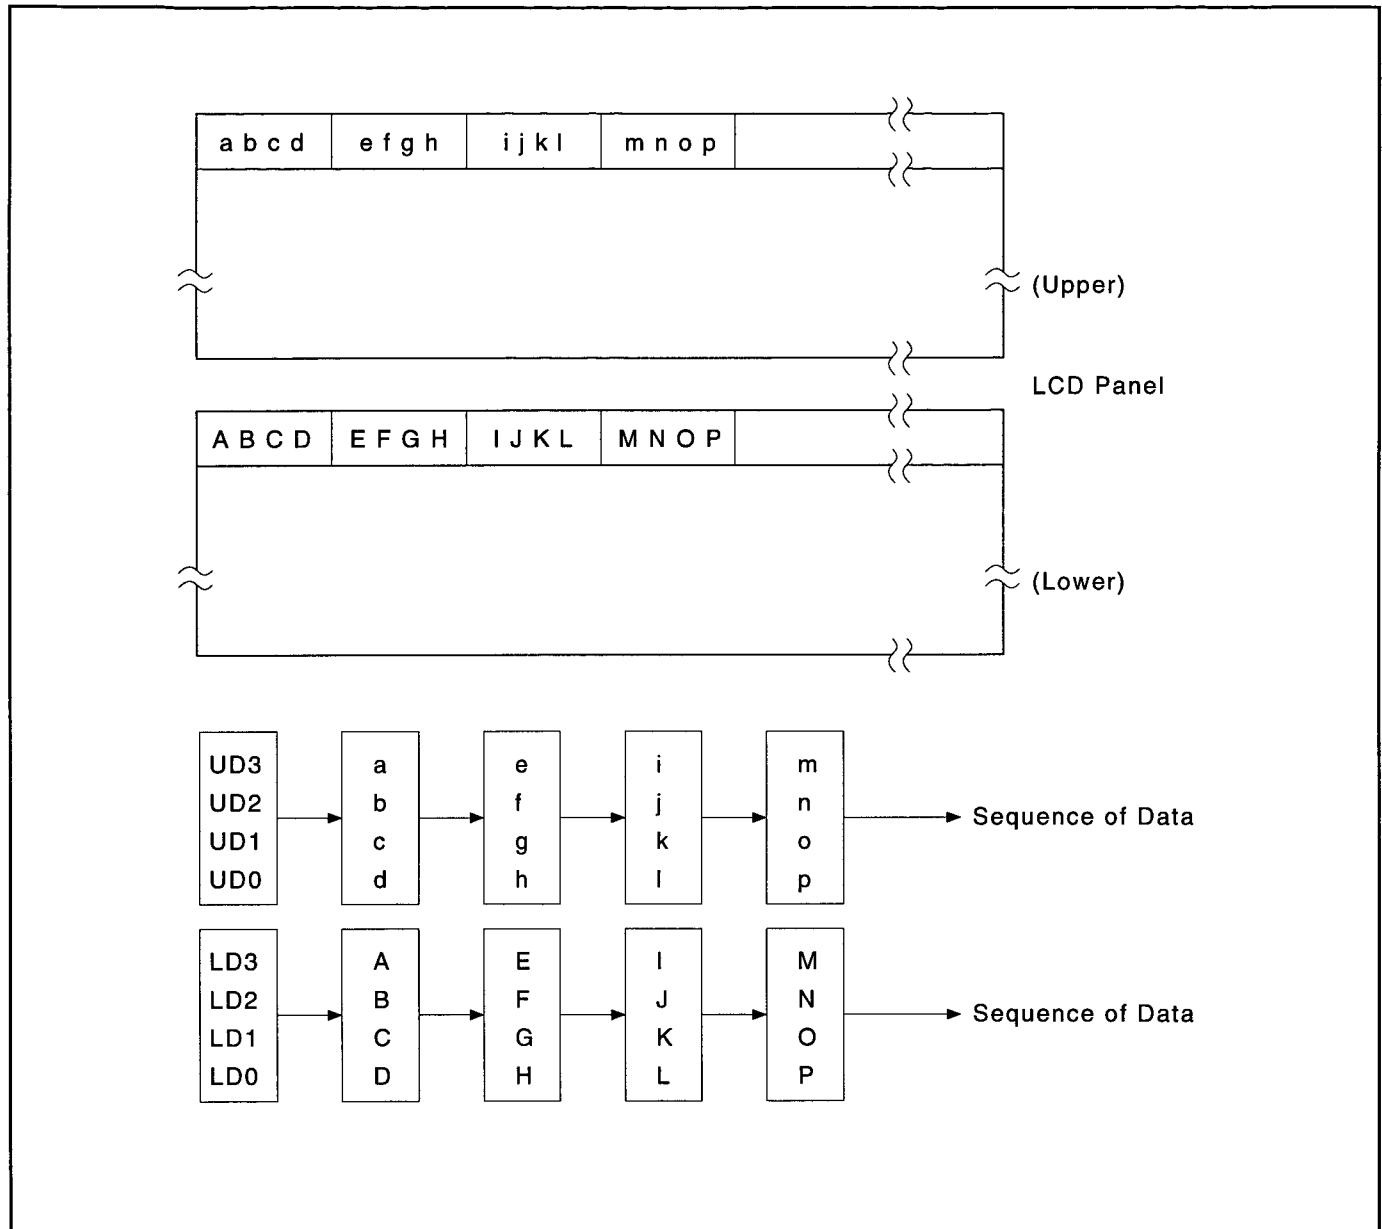 a b c d e f g h i j k l m n o p
(Upper)
LCD Panel
A B C D E F G H I J K L M N O P
(Lower)
UD3 a e i m
UD2 b f j n
Sequence of Data
UD1 c g k o
UD0 d h l p
LD3 A E I M
LD2 B F J N
Sequence of Data
LD1 C G K O
LD0 D H L P